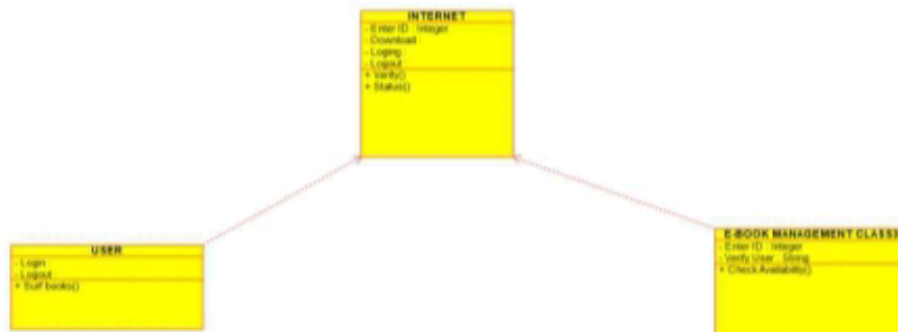 INTERNET
- Enter ID : Integer
- Download
- Loging
- Logout
+ Verify()
+ Status()
USER
- Login
- Logout
+ Surf books()
E-BOOK MANAGEMENT CLASS
- Enter ID : Integer
- Verify User : String
+ Check Availability()